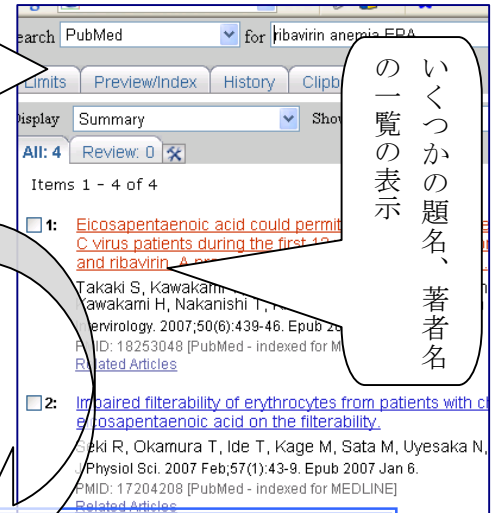 earch PubMed for ribavirin anemia EPA
Limits Preview/Index History Clipb
Display Summary Show
All: 4 Review: 0
Items 1 - 4 of 4
1: Eicosapentaenoic acid could permit
C virus patients during the first 12
and ribavirin. A
Takaki S, Kawakami
Kawakami H, Nakanishi T,
ntervirology. 2007;50(6):439-46. Epub
PMID: 18253048 [PubMed - indexed for M
Related Articles
2: Impaired filterability of erythrocytes from patients with
eicosapentaenoic acid on the filterability.
Seki R, Okamura T, Ide T, Kage M, Sata M, Uyesaka N,
J Physiol Sci. 2007 Feb;57(1):43-9. Epub 2007 Jan 6.
PMID: 17204208 [PubMed - indexed for MEDLINE]
Related Articles
いくつかの題名、著者名
の一覧の表示